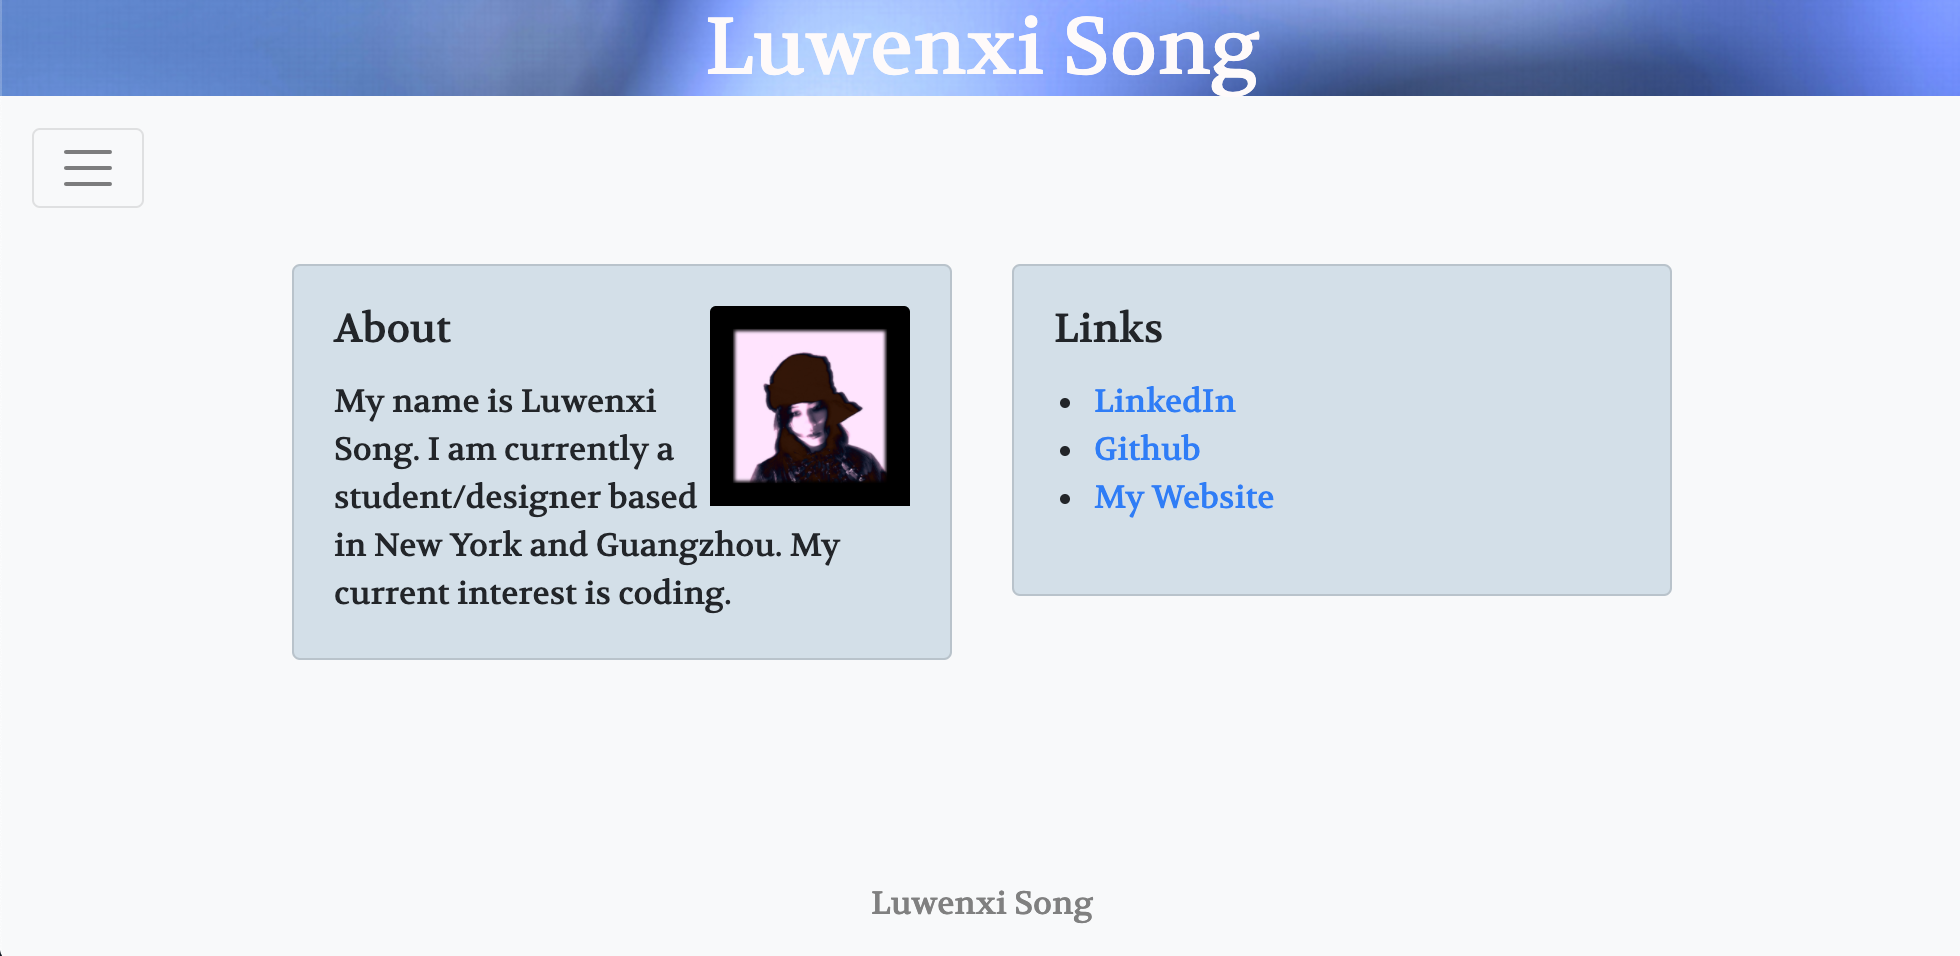 Luwenxi Song
About
My name is Luwenxi
Song. I am currently a
student/designer based
in New York and Guangzhou. My
current interest is coding.
Links
LinkedIn
Github
My Website
Luwenxi Song